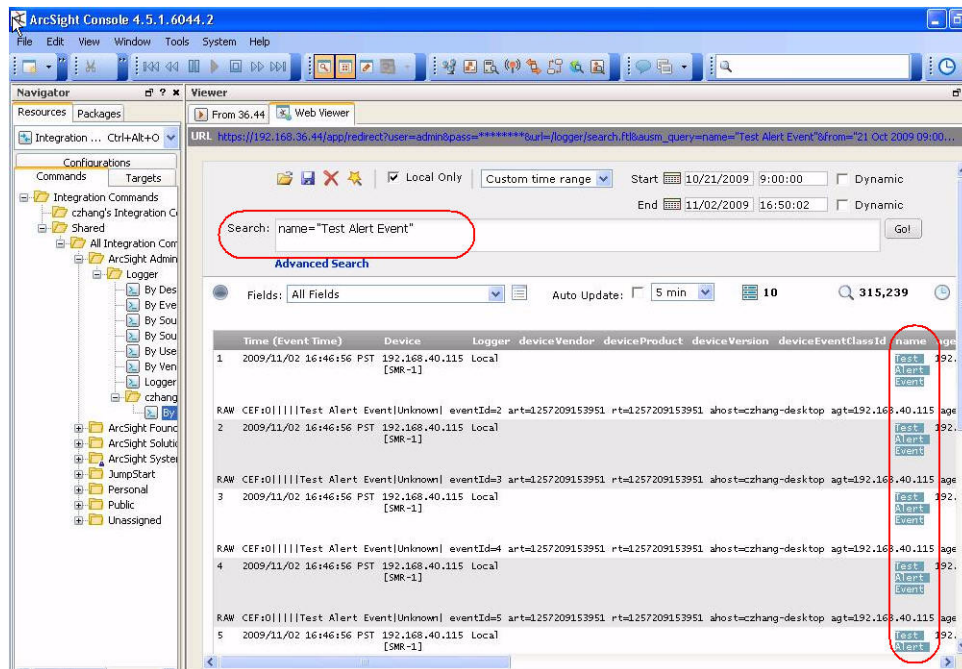 ArcSight Console 4.5.1.6044.2
File Edit View Window Tools System Help
Navigator
Viewer
Resources Packages
From 36.44 Web Viewer
Integration ... Ctrl+Alt+O
URL https://192.168.36.44/app/redirect?user=admin&pass=********&url=/logger/search.ftl&ausm_query=name="Test Alert Event"&from="21 Oct 2009 09:00...
Configurations
Commands Targets
Local Only Custom time range Start 10/21/2009 9:00:00 Dynamic
End 11/02/2009 16:50:02 Dynamic
Integration Commands
czhang's Integration C
Shared
All Integration Com
ArcSight Admin
Logger
By Des
By Eve
By Sou
By Sou
By Use
By Ven
Logger
czhang
By
ArcSight Found
ArcSight Soluti
ArcSight System
JumpStart
Personal
Public
Unassigned
Search: name="Test Alert Event" Go!
Advanced Search
Fields: All Fields Auto Update: 5 min 10 315,239
Time (Event Time) Device Logger deviceVendor deviceProduct deviceVersion deviceEventClassId name age
1 2009/11/02 16:46:56 PST 192.168.40.115 Local Test 192.
[SMR-1] Alert
Event
RAW CEF:0|||||Test Alert Event|Unknown| eventId=2 art=1257209153951 rt=1257209153951 ahost=czhang-desktop agt=192.168.40.115 age
2 2009/11/02 16:46:56 PST 192.168.40.115 Local Test 192.
[SMR-1] Alert
Event
RAW CEF:0|||||Test Alert Event|Unknown| eventId=3 art=1257209153951 rt=1257209153951 ahost=czhang-desktop agt=192.168.40.115 age
3 2009/11/02 16:46:56 PST 192.168.40.115 Local Test 192.
[SMR-1] Alert
Event
RAW CEF:0|||||Test Alert Event|Unknown| eventId=4 art=1257209153951 rt=1257209153951 ahost=czhang-desktop agt=192.168.40.115 age
4 2009/11/02 16:46:56 PST 192.168.40.115 Local Test 192.
[SMR-1] Alert
Event
RAW CEF:0|||||Test Alert Event|Unknown| eventId=5 art=1257209153951 rt=1257209153951 ahost=czhang-desktop agt=192.168.40.115 age
5 2009/11/02 16:46:56 PST 192.168.40.115 Local Test 192.
[SMR-1] Alert